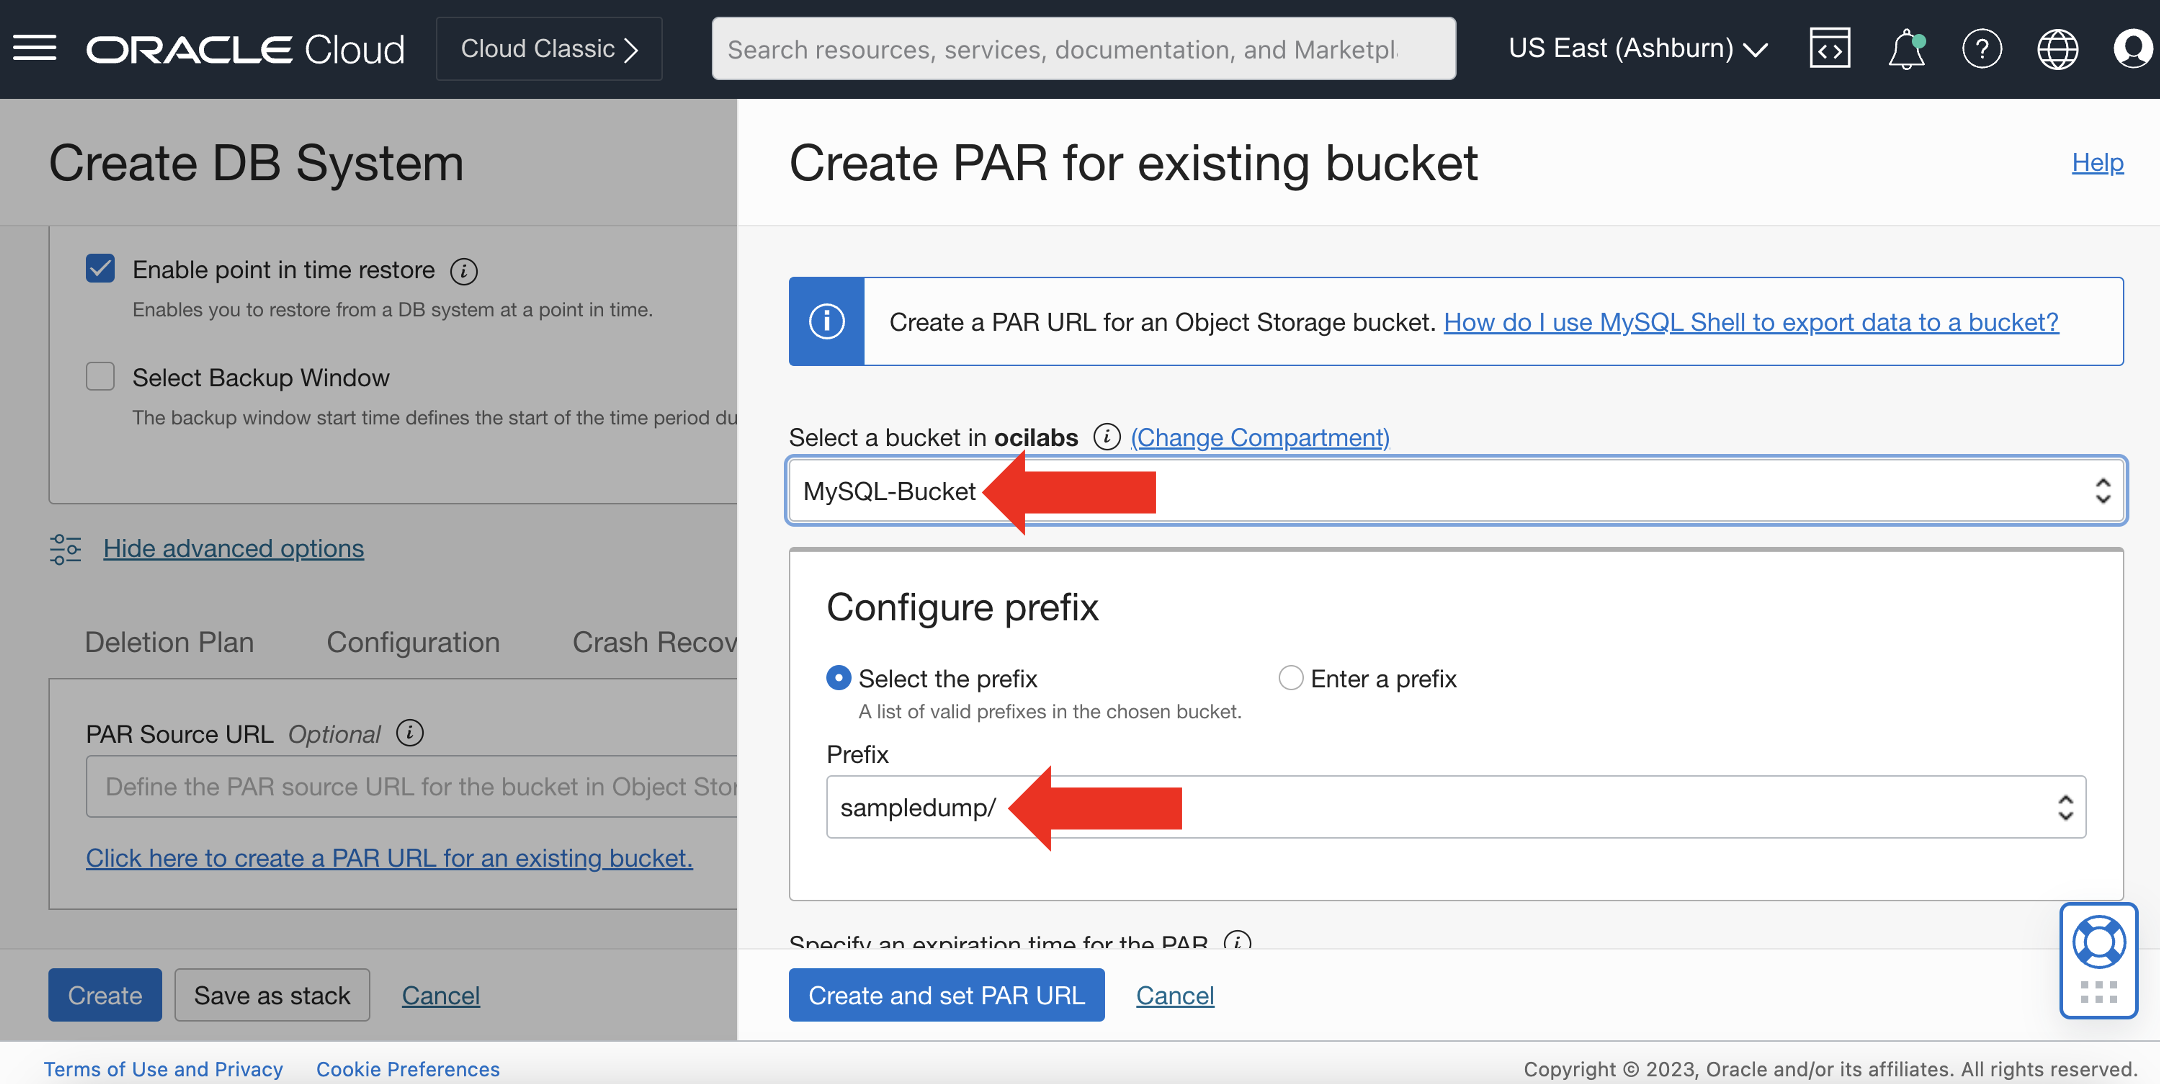 ORACLE Cloud
Cloud Classic
Search resources, services, documentation, and Marketpl
US East (Ashburn)
Create DB System
Enable point in time restore
Enables you to restore from a DB system at a point in time.
Select Backup Window
The backup window start time defines the start of the time period du
Hide advanced options
Deletion Plan Configuration Crash Recov
PAR Source URL Optional
Define the PAR source URL for the bucket in Object Stor
Click here to create a PAR URL for an existing bucket.
Create Save as stack Cancel
Create PAR for existing bucket
Help
Create a PAR URL for an Object Storage bucket. How do I use MySQL Shell to export data to a bucket?
Select a bucket in ocilabs (Change Compartment)
MySQL-Bucket
Configure prefix
Select the prefix
A list of valid prefixes in the chosen bucket.
Enter a prefix
Prefix
sampledump/
Specify an expiration time for the PAR
Create and set PAR URL Cancel
Terms of Use and Privacy Cookie Preferences
Copyright © 2023, Oracle and/or its affiliates. All rights reserved.